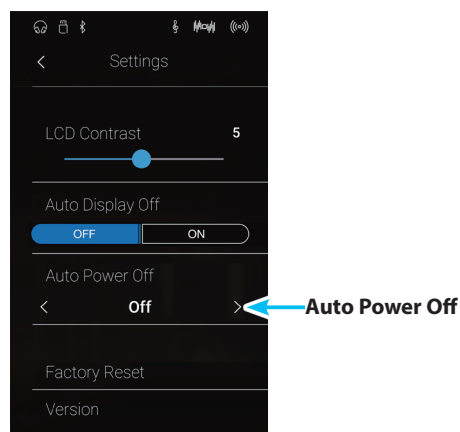 Settings
LCD Contrast 5
Auto Display Off
OFF ON
Auto Power Off
Off
Auto Power Off
Factory Reset
Version